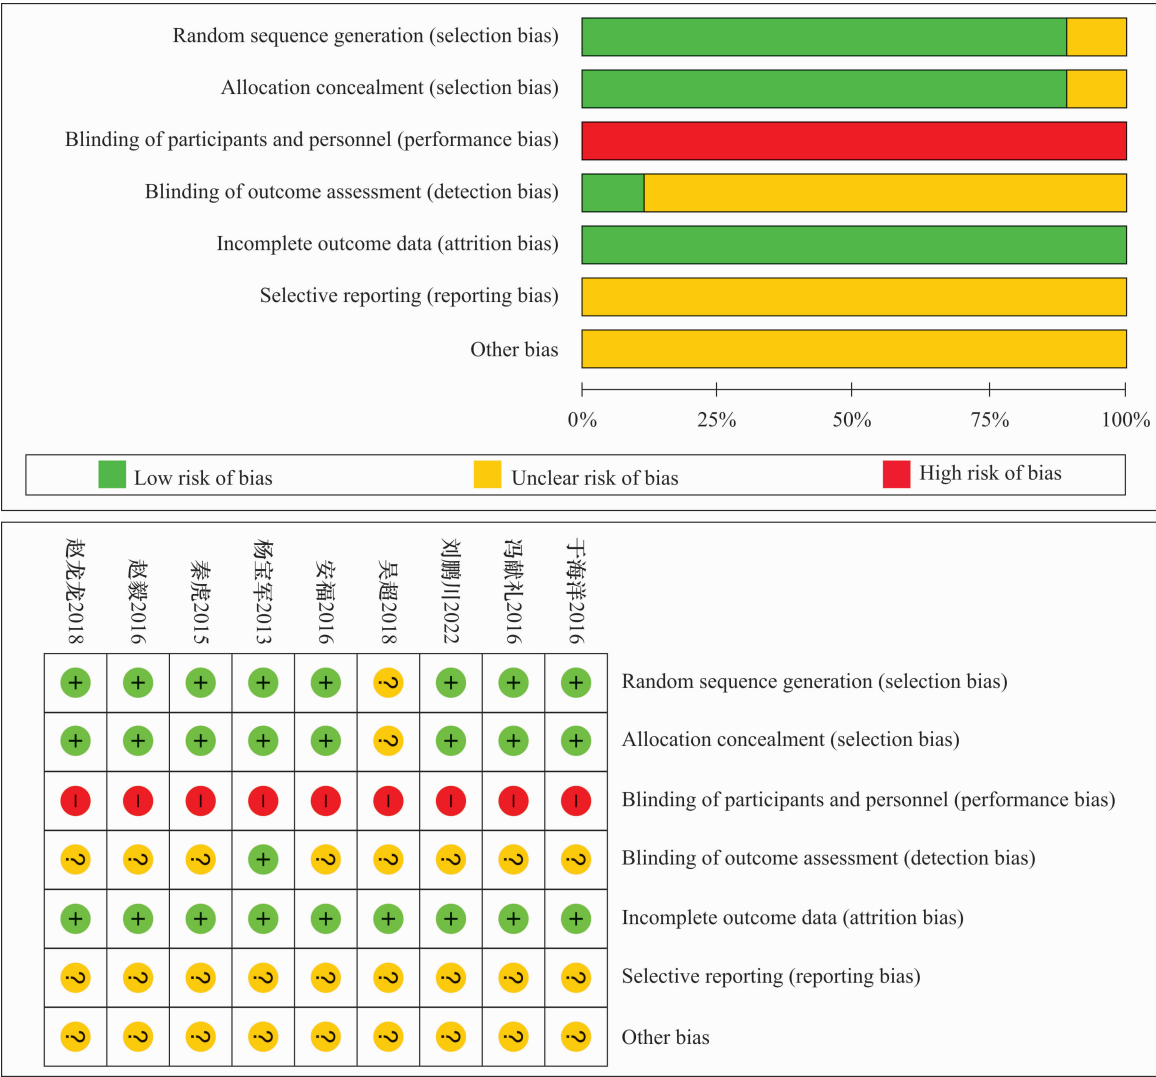 Random sequence generation (selection bias)
Allocation concealment (selection bias)
Blinding of participants and personnel (performance bias)
Blinding of outcome assessment (detection bias)
Incomplete outcome data (attrition bias)
Selective reporting (reporting bias)
Other bias
0% 25% 50% 75% 100%
Low risk of bias Unclear risk of bias High risk of bias
赵龙龙2018
赵毅2016
秦虎2015
杨宝军2013
安福2016
吴超2018
刘鹏川2022
冯献礼2016
于海洋2016
+ + + + + ? + + + Random sequence generation (selection bias)
+ + + + + ? + + + Allocation concealment (selection bias)
− − − − − − − − − Blinding of participants and personnel (performance bias)
? ? ? + ? ? ? ? ? Blinding of outcome assessment (detection bias)
+ + + + + + + + + Incomplete outcome data (attrition bias)
? ? ? ? ? ? ? ? ? Selective reporting (reporting bias)
? ? ? ? ? ? ? ? ? Other bias